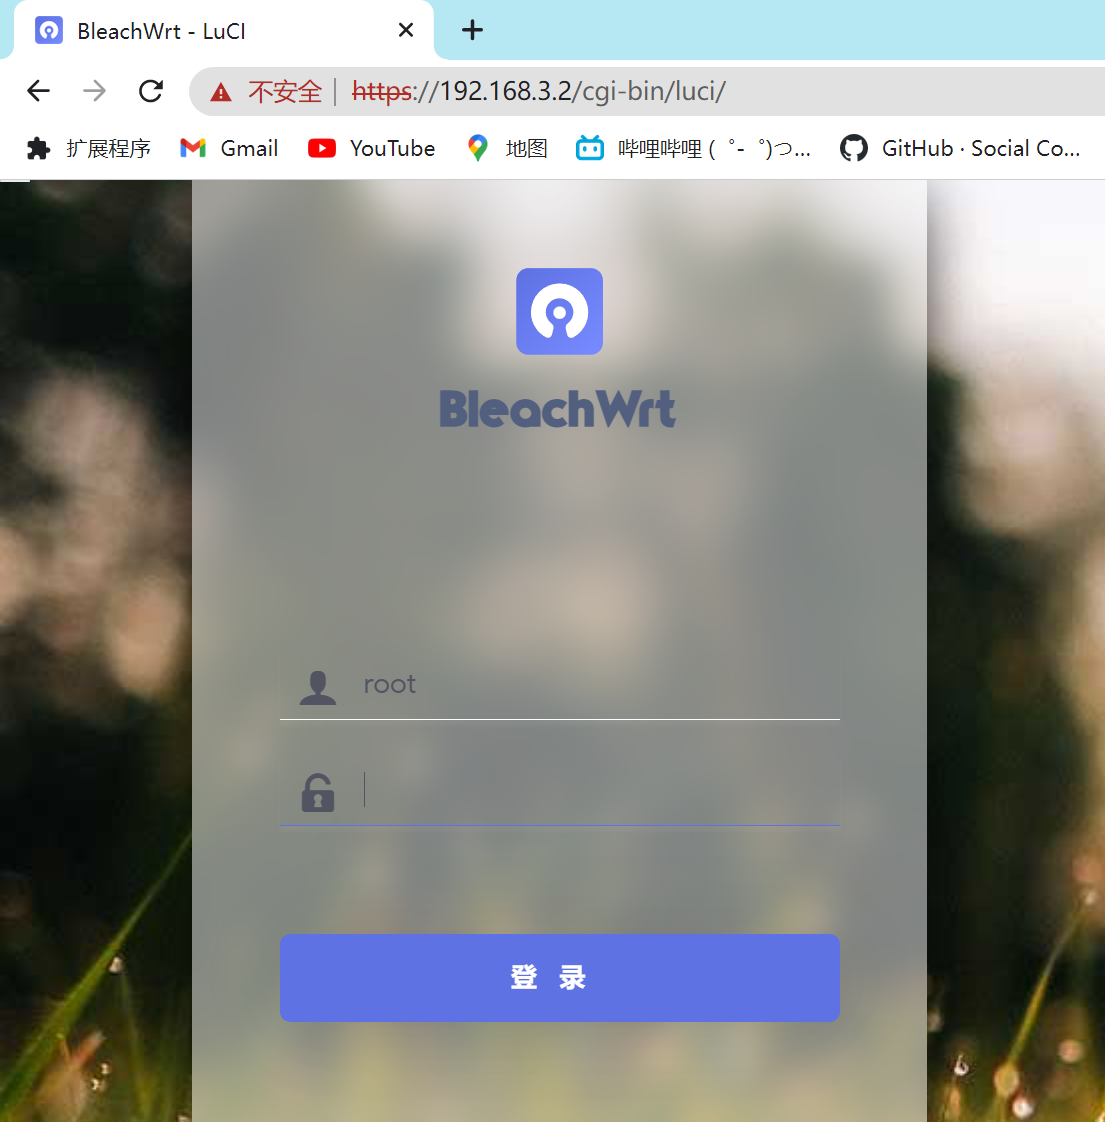 BleachWrt - LuCI
不安全 https://192.168.3.2/cgi-bin/luci/
扩展程序 Gmail YouTube 地图 哔哩哔哩 (゜-゜)つ... GitHub · Social Co...
BleachWrt
root
登 录